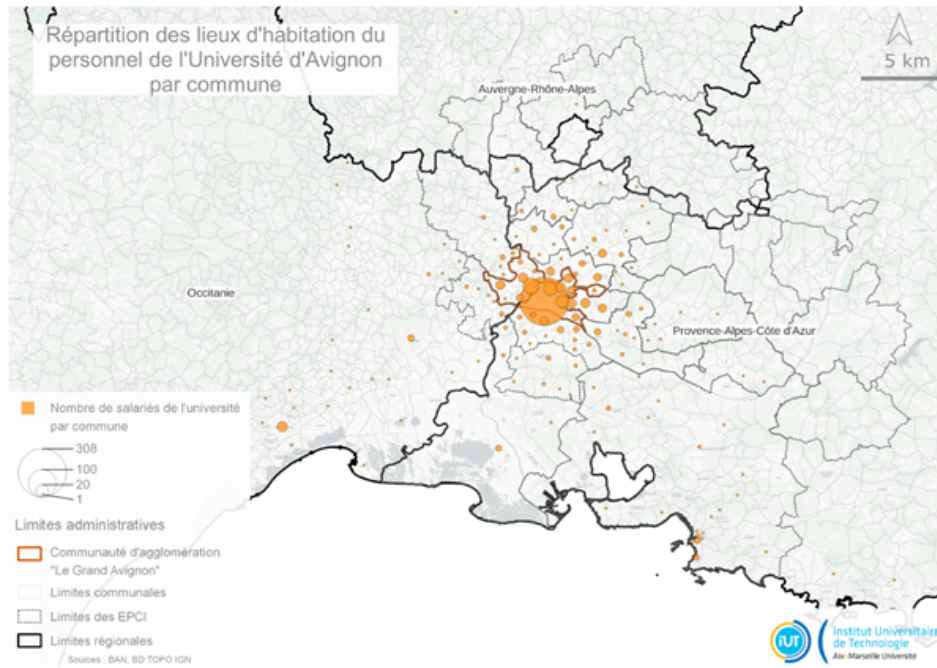 Répartition des lieux d'habitation du
personnel de l'Université d'Avignon
par commune
5 km
Auvergne-Rhône-Alpes
Occitanie
Provence-Alpes-Côte d'Azur
Nombre de salariés de l'université
par commune
308
100
20
1
Limites administratives
Communauté d'agglomération
"Le Grand Avignon"
Limites communales
Limites des EPCI
Limites régionales
Sources : BAN, BD TOPO IGN
iUT
Institut Universitaire
de Technologie
Aix-Marseille Université